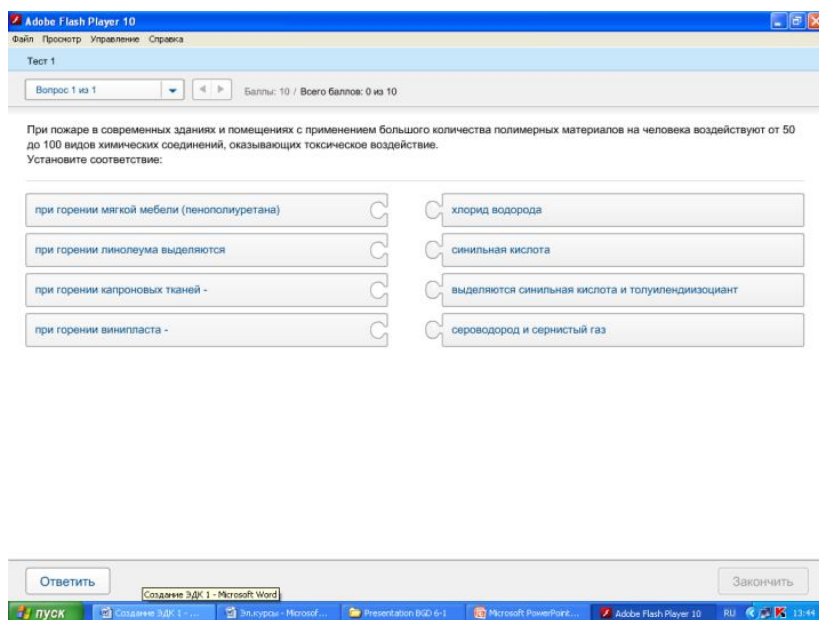 Adobe Flash Player 10
Файл Просмотр Управление Справка
Тест 1
Вопрос 1 из 1
Баллы: 10 / Всего баллов: 0 из 10
При пожаре в современных зданиях и помещениях с применением большого количества полимерных материалов на человека воздействуют от 50
до 100 видов химических соединений, оказывающих токсическое воздействие.
Установите соответствие:
при горении мягкой мебели (пенополиуретана)
хлорид водорода
при горении линолеума выделяются
синильная кислота
при горении капроновых тканей -
выделяются синильная кислота и толуилендиизоциант
при горении винипласта -
сероводород и сернистый газ
Ответить
Закончить
Создание ЭДК 1 - Microsoft Word
пуск
Создание ЭДК 1 - ...
Эл.курсы - Microsof...
Presentation BGD 6-1
Microsoft PowerPoint...
Adobe Flash Player 10
RU
13:44